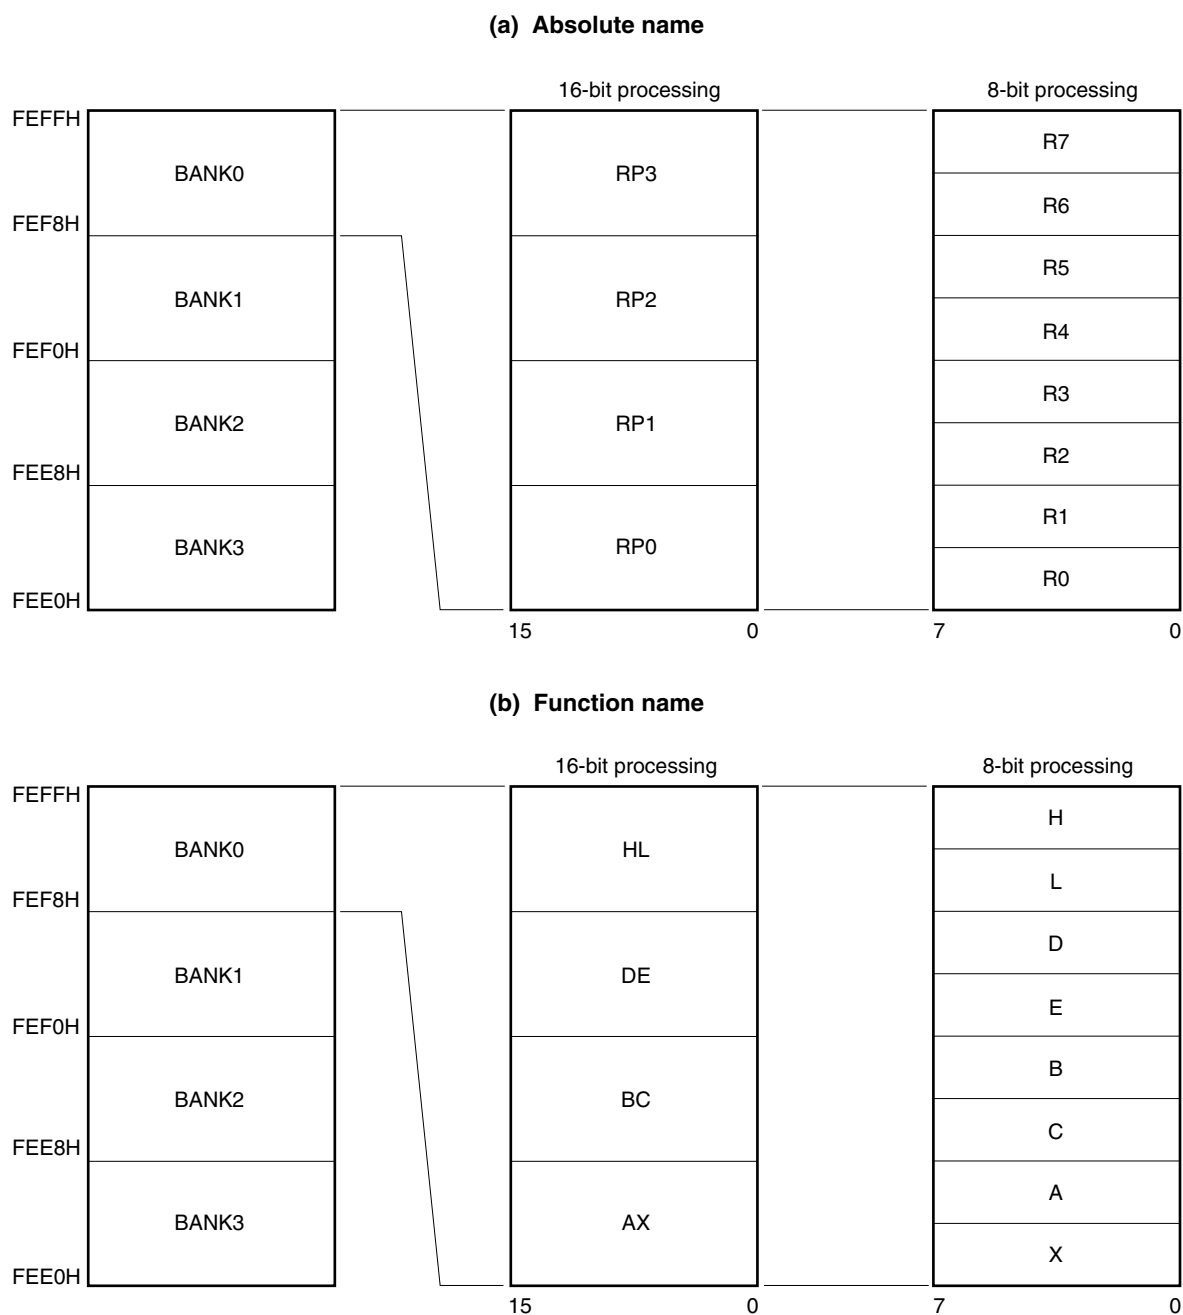 (a) Absolute name
16-bit processing 8-bit processing
FEFFH
R7
BANK0 RP3
R6
FEF8H
R5
BANK1 RP2
R4
FEF0H
R3
BANK2 RP1
R2
FEE8H
R1
BANK3 RP0
R0
FEE0H
15 0 7 0
(b) Function name
16-bit processing 8-bit processing
FEFFH
H
BANK0 HL
L
FEF8H
D
BANK1 DE
E
FEF0H
B
BANK2 BC
C
FEE8H
A
BANK3 AX
X
FEE0H
15 0 7 0